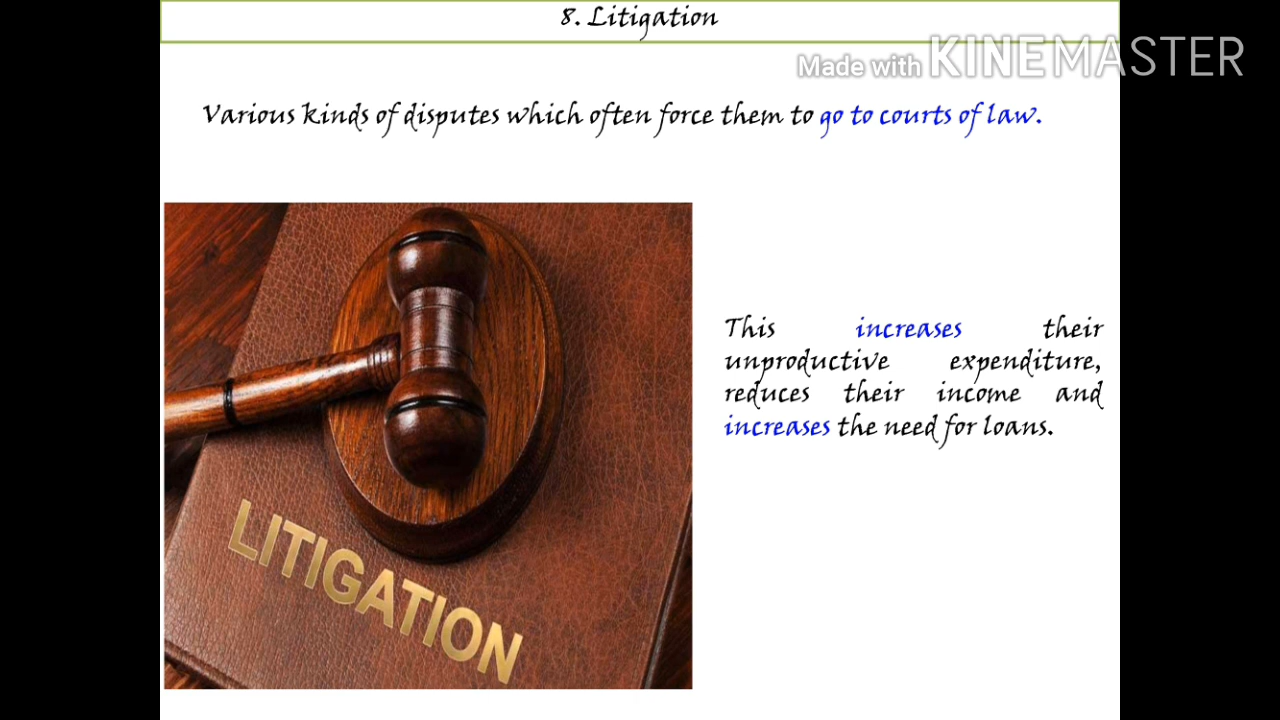 8. Litigation
Made with KINEMASTER
Various kinds of disputes which often force them to go to courts of law.
This increases their
unproductive expenditure,
reduces their income and
increases the need for loans.
LITIGATION